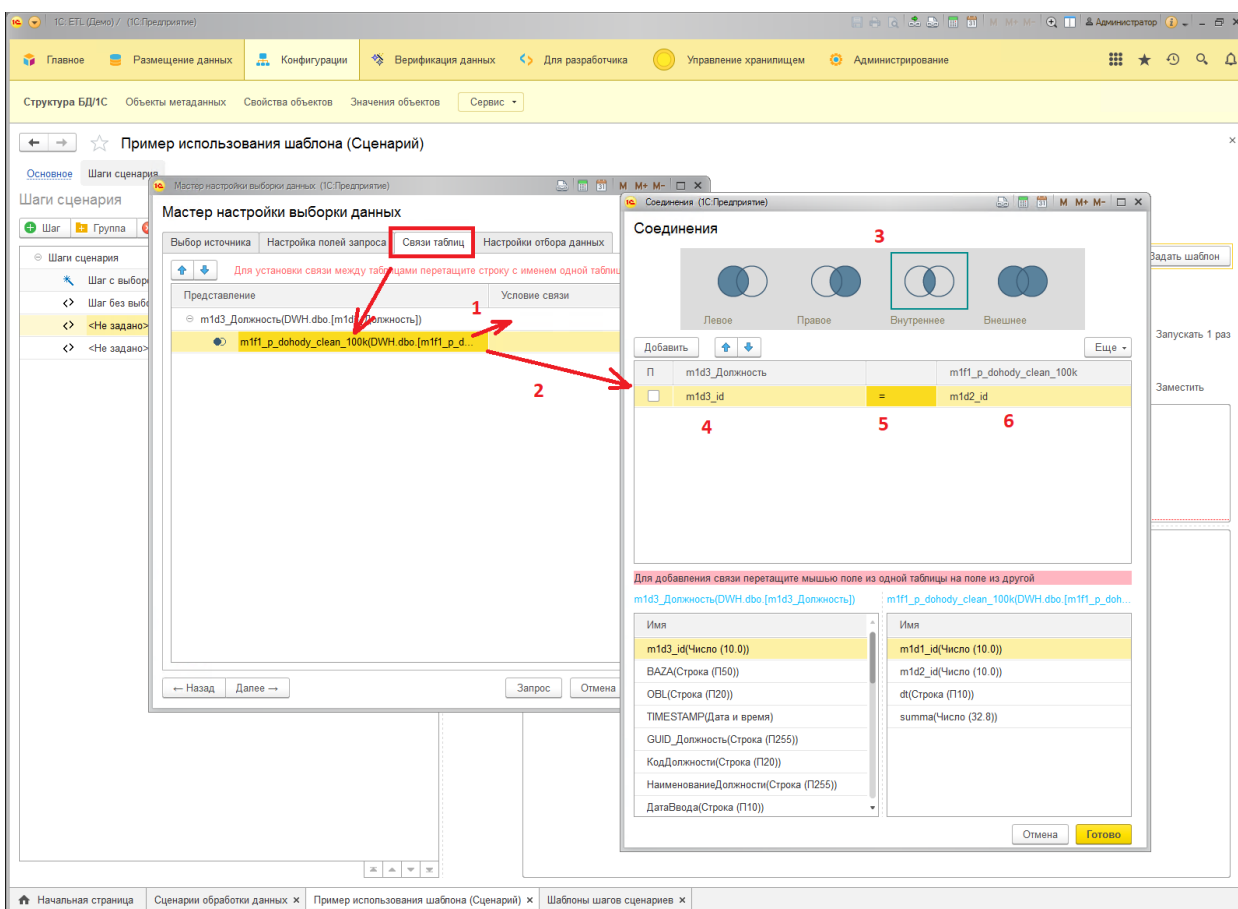 1С: ETL (Демо) / (1С:Предприятие)
M M+ M-
Администратор
Главное
Размещение данных
Конфигурации
Верификация данных
Для разработчика
Управление хранилищем
Администрирование
Структура БД/1С
Объекты метаданных
Свойства объектов
Значения объектов
Сервис
Пример использования шаблона (Сценарий)
Основное
Шаги сценария
Шаги сценария
Шаг
Группа
Шаги сценария
Шаг с выборо
Шаг без выбо
<Не задано>
<Не задано>
Задать шаблон
Запускать 1 раз
Заместить
Мастер настройки выборки данных (1С:Предприятие)
M M+ M-
Мастер настройки выборки данных
Выбор источника
Настройка полей запроса
Связи таблиц
Настройки отбора данных
Для установки связи между таблицами перетащите строку с именем одной таблиц
Представление
Условие связи
1
m1d3_Должность(DWH.dbo.[m1d3_Должность])
m1f1_p_dohody_clean_100k(DWH.dbo.[m1f1_p_d...
2
← Назад
Далее →
Запрос
Отмена
Соединения (1С:Предприятие)
M M+ M-
Соединения
3
Левое
Правое
Внутреннее
Внешнее
Добавить
Еще
П
m1d3_Должность
m1f1_p_dohody_clean_100k
m1d3_id
=
m1d2_id
4
5
6
Для добавления связи перетащите мышью поле из одной таблицы на поле из другой
m1d3_Должность(DWH.dbo.[m1d3_Должность])
m1f1_p_dohody_clean_100k(DWH.dbo.[m1f1_p_doh...
Имя
m1d3_id(Число (10.0))
BAZA(Строка (П50))
OBL(Строка (П20))
TIMESTAMP(Дата и время)
GUID_Должность(Строка (П255))
КодДолжности(Строка (П20))
НаименованиеДолжности(Строка (П255))
ДатаВвода(Строка (П10))
Имя
m1d1_id(Число (10.0))
m1d2_id(Число (10.0))
dt(Строка (П10))
summa(Число (32.8))
Отмена
Готово
Начальная страница
Сценарии обработки данных ×
Пример использования шаблона (Сценарий) ×
Шаблоны шагов сценариев ×